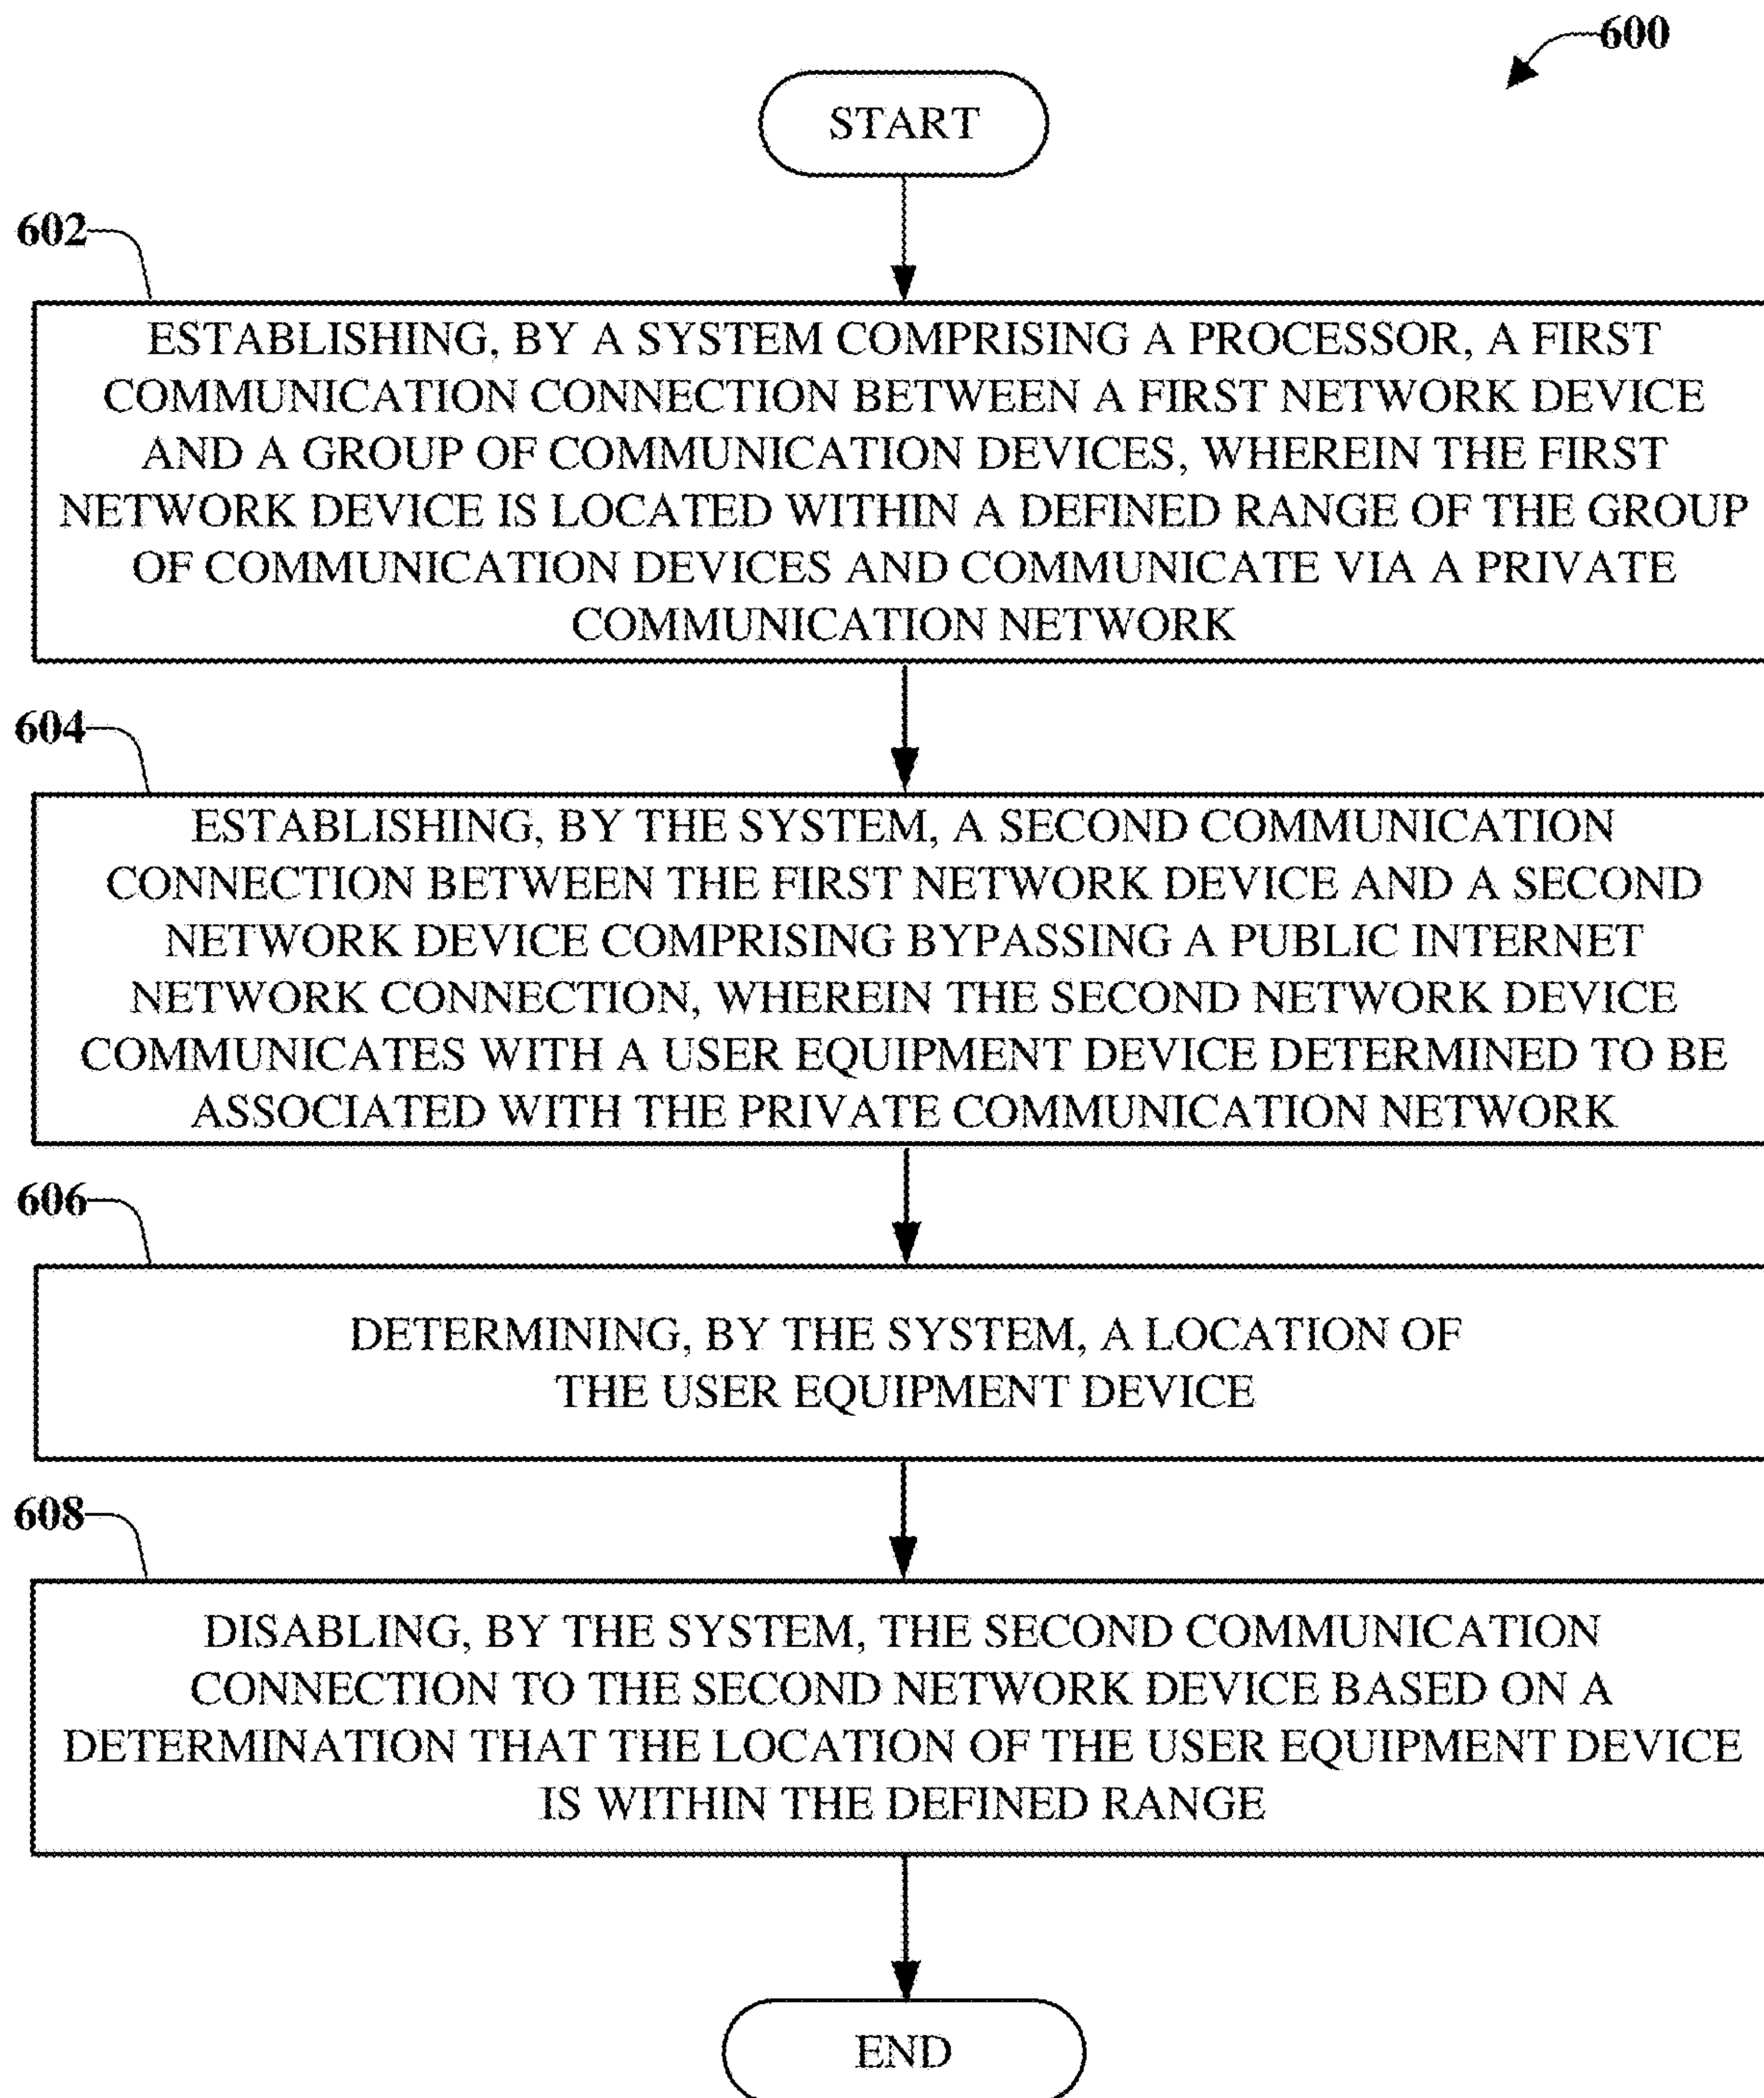 600
START
602
ESTABLISHING, BY A SYSTEM COMPRISING A PROCESSOR, A FIRST
COMMUNICATION CONNECTION BETWEEN A FIRST NETWORK DEVICE
AND A GROUP OF COMMUNICATION DEVICES, WHEREIN THE FIRST
NETWORK DEVICE IS LOCATED WITHIN A DEFINED RANGE OF THE GROUP
OF COMMUNICATION DEVICES AND COMMUNICATE VIA A PRIVATE
COMMUNICATION NETWORK
604
ESTABLISHING, BY THE SYSTEM, A SECOND COMMUNICATION
CONNECTION BETWEEN THE FIRST NETWORK DEVICE AND A SECOND
NETWORK DEVICE COMPRISING BYPASSING A PUBLIC INTERNET
NETWORK CONNECTION, WHEREIN THE SECOND NETWORK DEVICE
COMMUNICATES WITH A USER EQUIPMENT DEVICE DETERMINED TO BE
ASSOCIATED WITH THE PRIVATE COMMUNICATION NETWORK
606
DETERMINING, BY THE SYSTEM, A LOCATION OF
THE USER EQUIPMENT DEVICE
608
DISABLING, BY THE SYSTEM, THE SECOND COMMUNICATION
CONNECTION TO THE SECOND NETWORK DEVICE BASED ON A
DETERMINATION THAT THE LOCATION OF THE USER EQUIPMENT DEVICE
IS WITHIN THE DEFINED RANGE
END